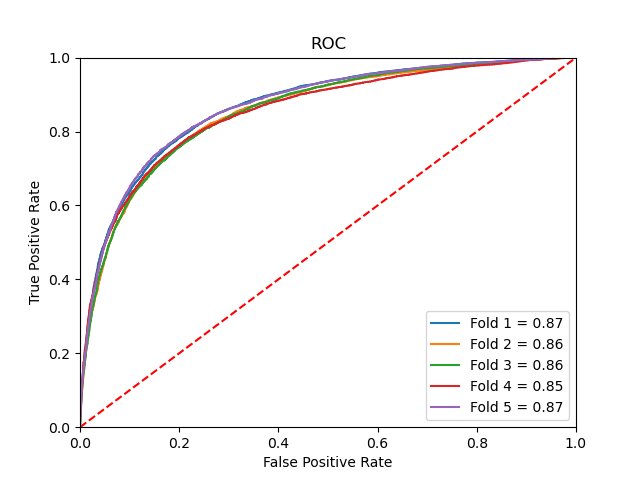 ROC
True Positive Rate
1.0
0.8
0.6
0.4
0.2
0.0
Fold 1 = 0.87
Fold 2 = 0.86
Fold 3 = 0.86
Fold 4 = 0.85
Fold 5 = 0.87
0.0 0.2 0.4 0.6 0.8 1.0
False Positive Rate